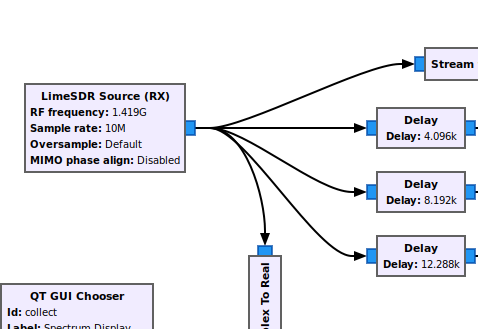 Stream
LimeSDR Source (RX)
RF frequency: 1.419G
Sample rate: 10M
Oversample: Default
MIMO phase align: Disabled
Delay
Delay: 4.096k
Delay
Delay: 8.192k
Delay
Delay: 12.288k
lex To Real
QT GUI Chooser
Id: collect
Label: Spectrum Display